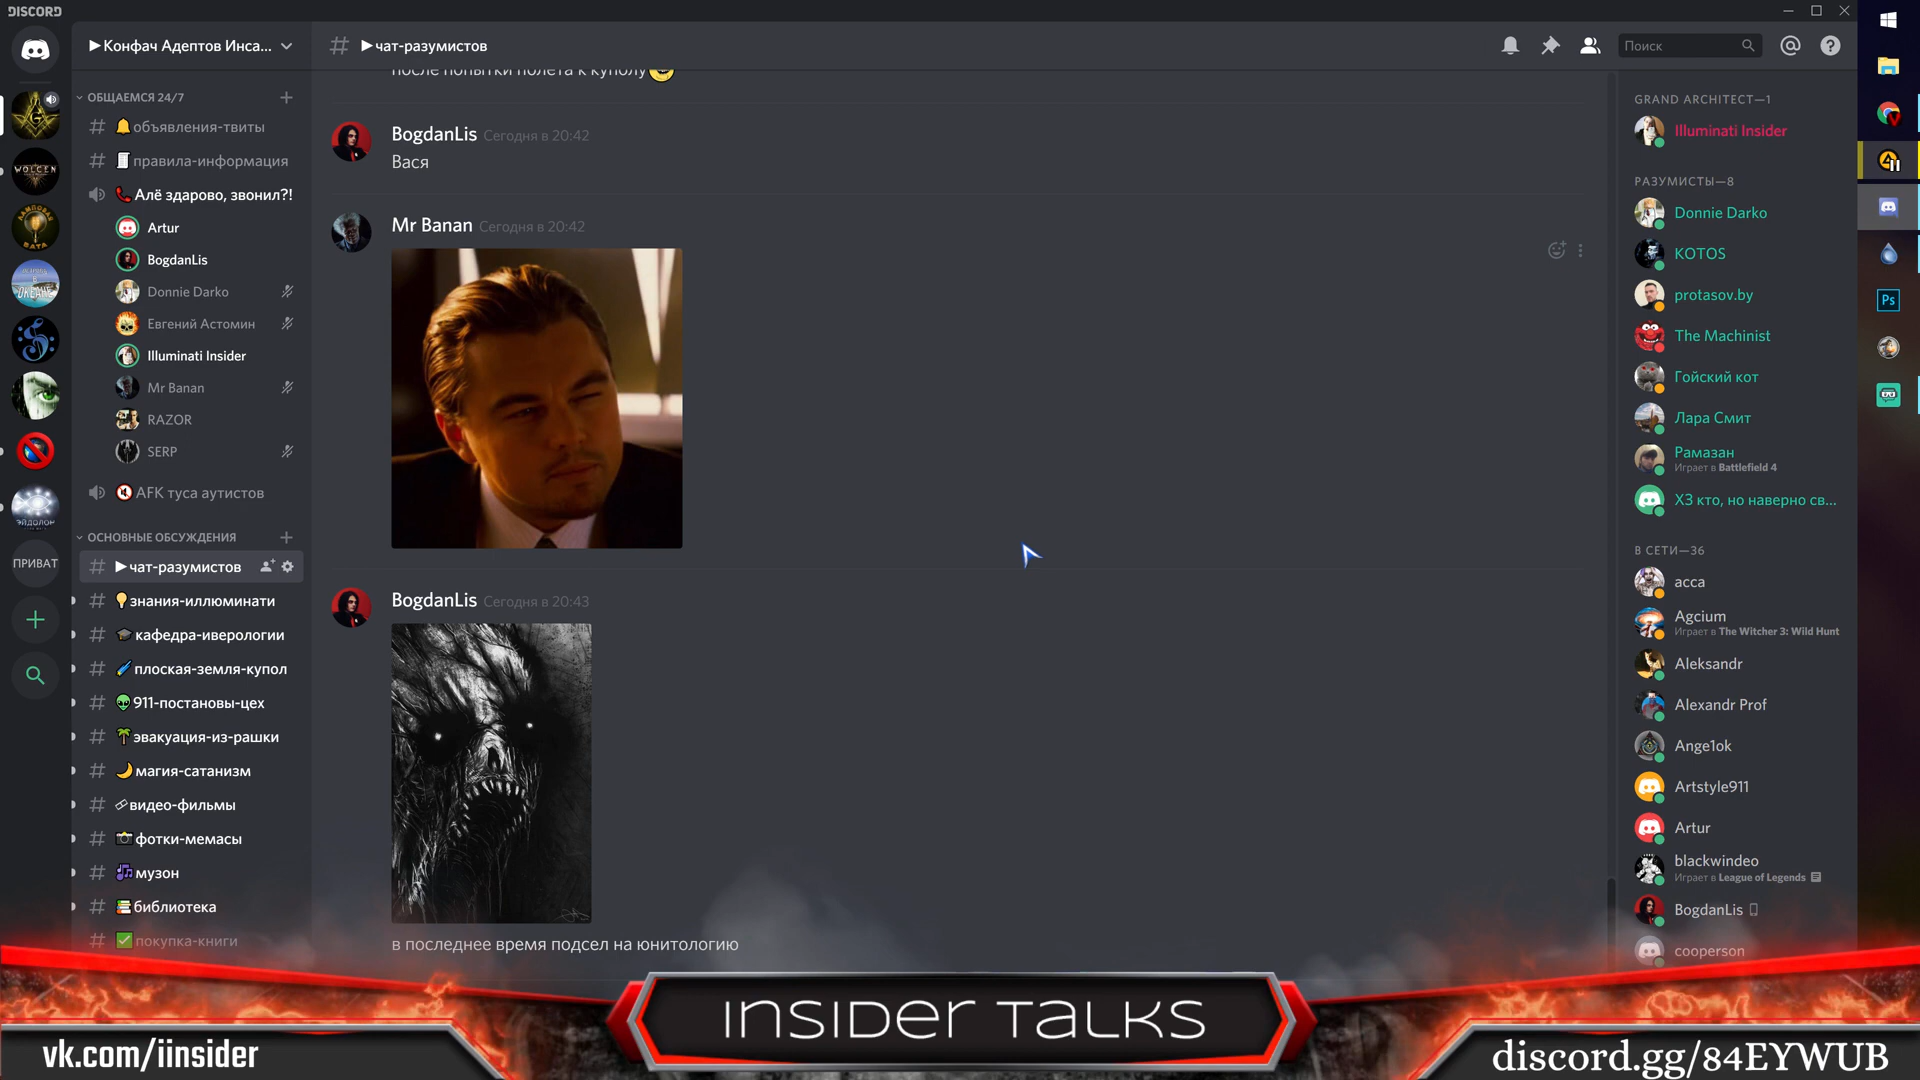 DISCORD
▶Конфач Адептов Инса...
▶чат-разумистов
Поиск
ОБЩАЕМСЯ 24/7
объявления-твиты
правила-информация
Алё здарово, звонил?!
Artur
BogdanLis
Donnie Darko
Евгений Астомин
Illuminati Insider
Mr Banan
RAZOR
SERP
AFK туса аутистов
ОСНОВНЫЕ ОБСУЖДЕНИЯ
▶чат-разумистов
знания-иллюминати
кафедра-иверологии
плоская-земля-купол
911-постановы-цех
эвакуация-из-рашки
магия-сатанизм
видео-фильмы
фотки-мемасы
музон
библиотека
покупка-книги
WOLCEN
ПРИВАТ
после попытки полета к куполу
BogdanLis Сегодня в 20:42
Вася
Mr Banan Сегодня в 20:42
BogdanLis Сегодня в 20:43
в последнее время подсел на юнитологию
GRAND ARCHITECT—1
Illuminati Insider
РАЗУМИСТЫ—8
Donnie Darko
KOTOS
protasov.by
The Machinist
Гойский кот
Лара Смит
Рамазан
Играет в Battlefield 4
ХЗ кто, но наверно св...
В СЕТИ—36
acca
Agcium
Играет в The Witcher 3: Wild Hunt
Aleksandr
Alexandr Prof
Ange1ok
Artstyle911
Artur
blackwindeo
Играет в League of Legends
BogdanLis
cooperson
Ps
INSIDER TALKS
vk.com/iinsider
discord.gg/84EYWUB